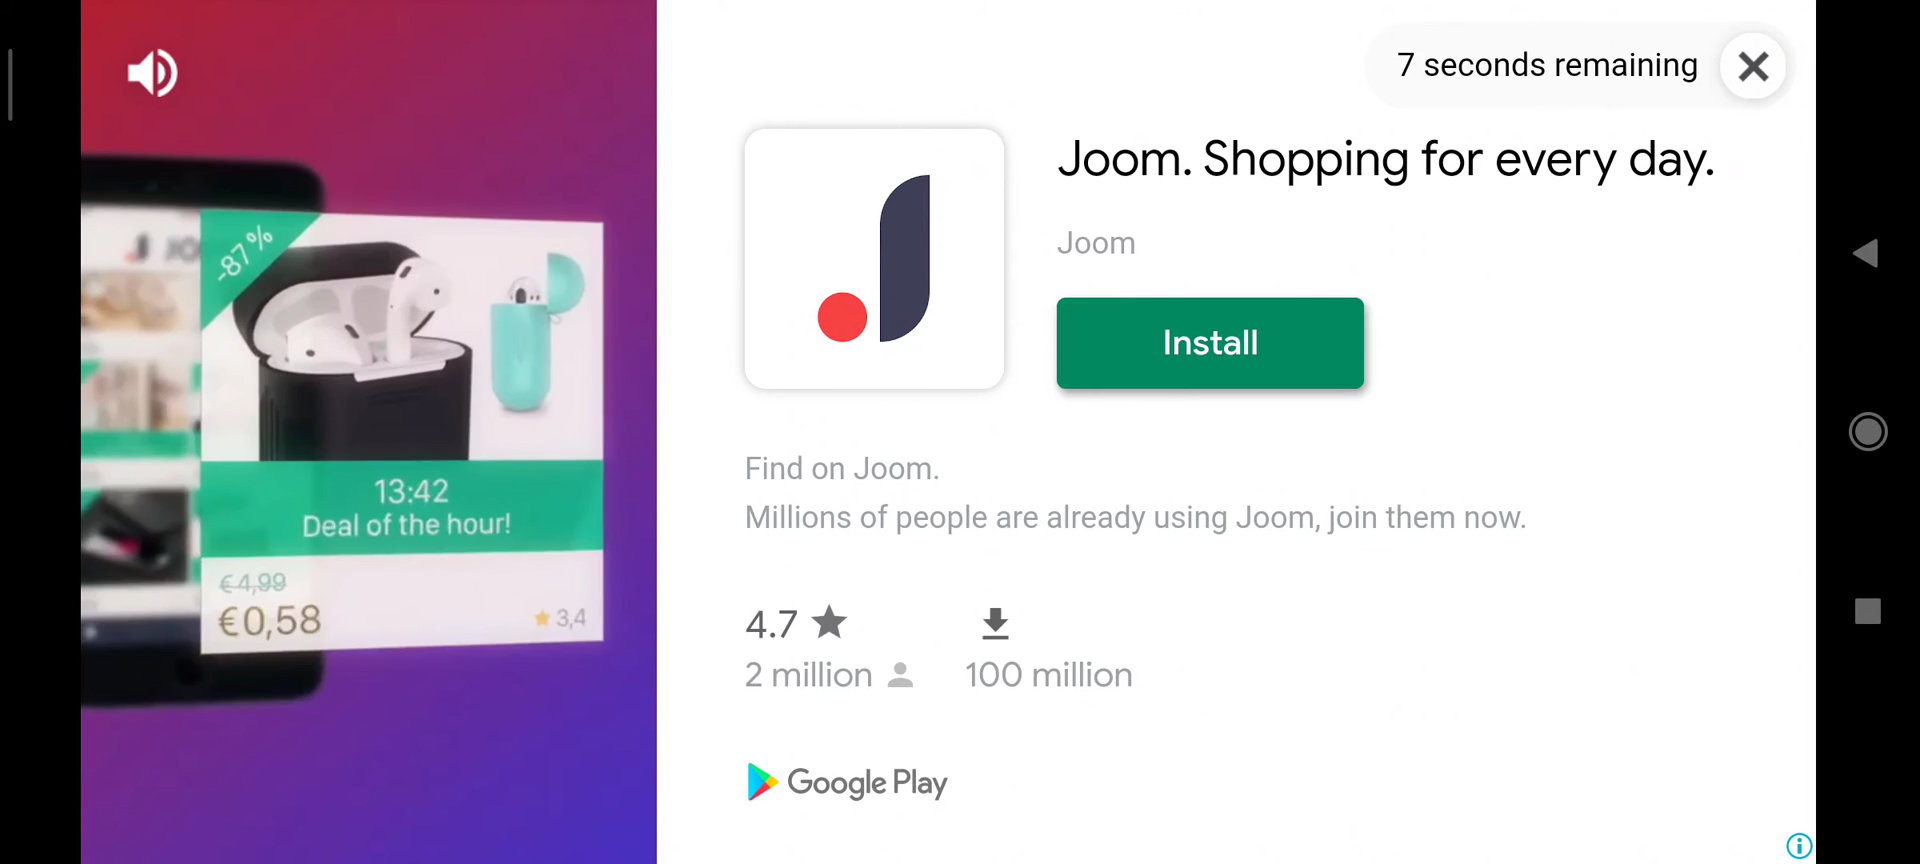 7 seconds remaining
Joom. Shopping for every day.
Joom
Install
-87%
13:42
Deal of the hour!
€4,99
€0,58
3,4
Find on Joom.
Millions of people are already using Joom, join them now.
4.7
2 million
100 million
Google Play